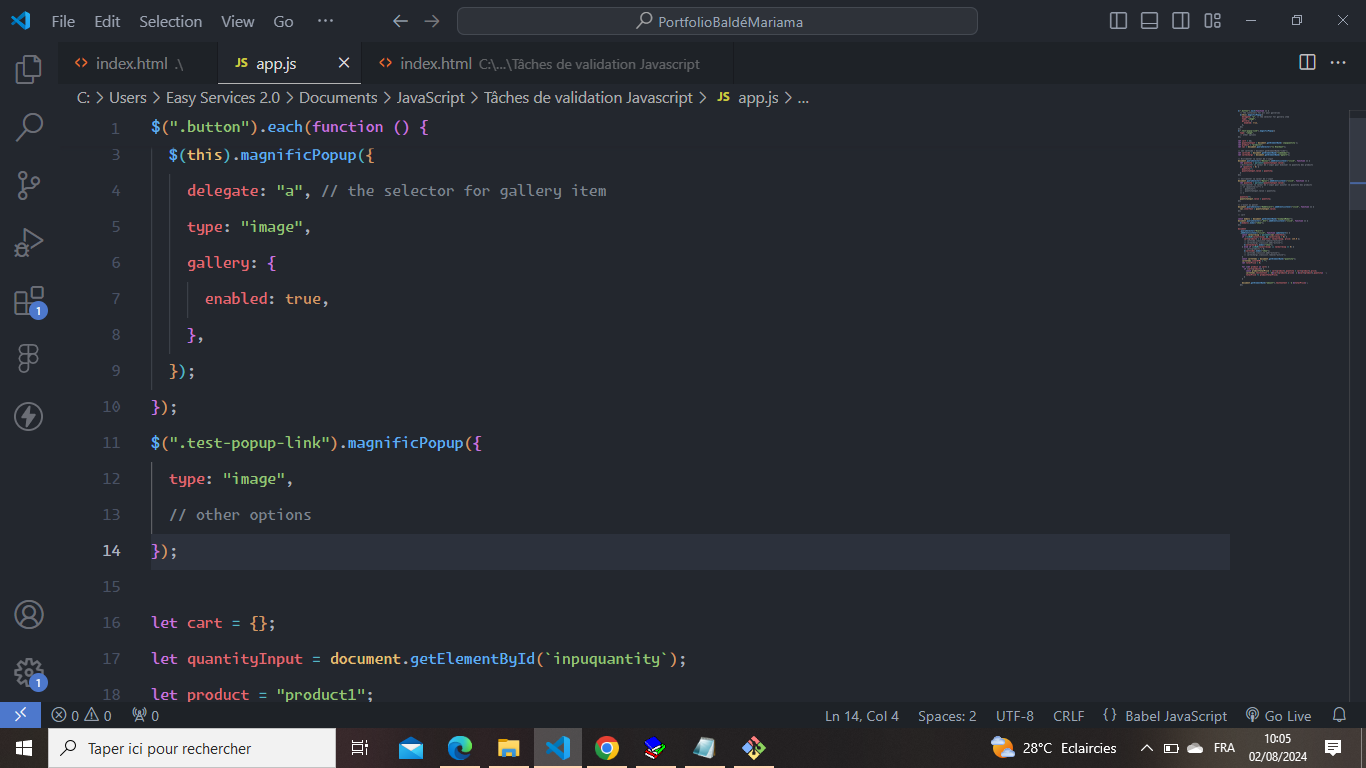 File Edit Selection View Go ···
PortfolioBaldéMariama
index.html .\
JS app.js
index.html C:\...\Tâches de validation Javascript
C: > Users > Easy Services 2.0 > Documents > JavaScript > Tâches de validation Javascript > JS app.js > ...
1 $(".button").each(function () {
3 $(this).magnificPopup({
4 delegate: "a", // the selector for gallery item
5 type: "image",
6 gallery: {
7 enabled: true,
8 },
9 });
10 });
11 $(".test-popup-link").magnificPopup({
12 type: "image",
13 // other options
14 });
15
16 let cart = {};
17 let quantityInput = document.getElementById(`inpuquantity`);
18 let product = "product1";
1
1
0 0 0
Ln 14, Col 4 Spaces: 2 UTF-8 CRLF {} Babel JavaScript Go Live
Taper ici pour rechercher
28°C Eclaircies
FRA
10:05
02/08/2024